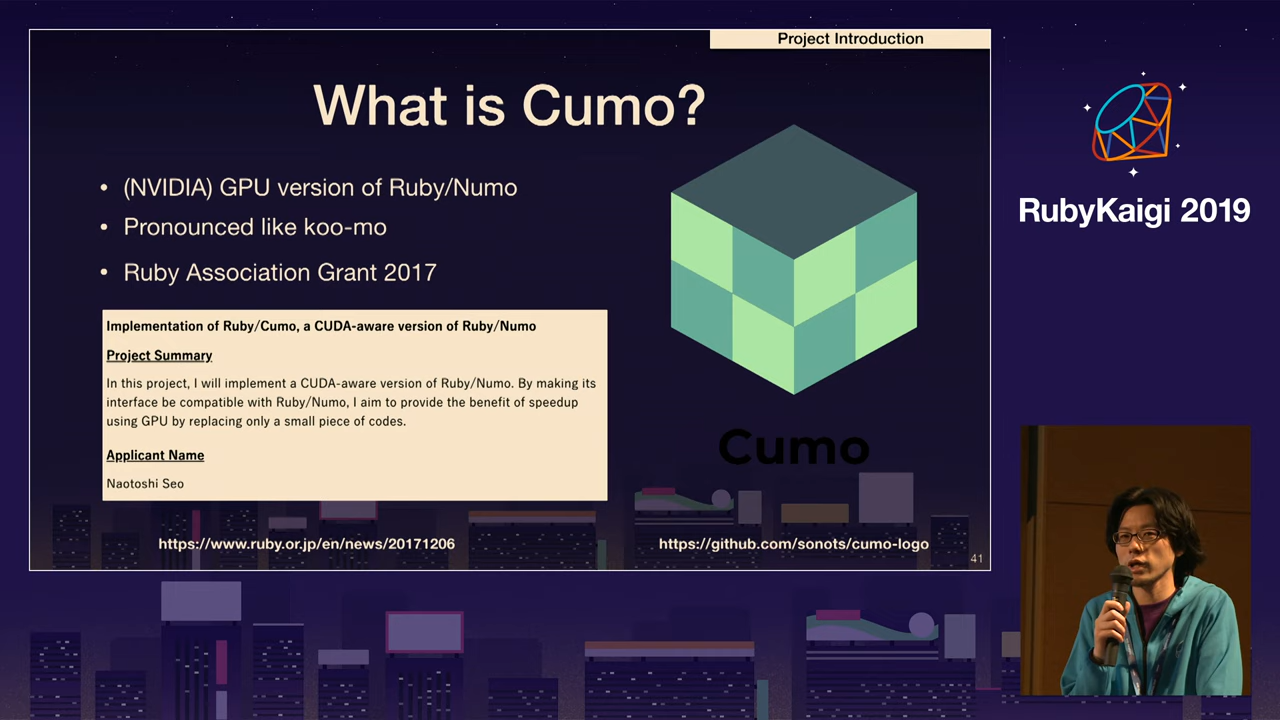 Project Introduction
What is Cumo?
• (NVIDIA) GPU version of Ruby/Numo
• Pronounced like koo-mo
• Ruby Association Grant 2017
Implementation of Ruby/Cumo, a CUDA-aware version of Ruby/Numo
Project Summary
In this project, I will implement a CUDA-aware version of Ruby/Numo. By making its
interface be compatible with Ruby/Numo, I aim to provide the benefit of speedup
using GPU by replacing only a small piece of codes.
Applicant Name
Naotoshi Seo
https://www.ruby.or.jp/en/news/20171206
Cumo
https://github.com/sonots/cumo-logo
41
RubyKaigi 2019